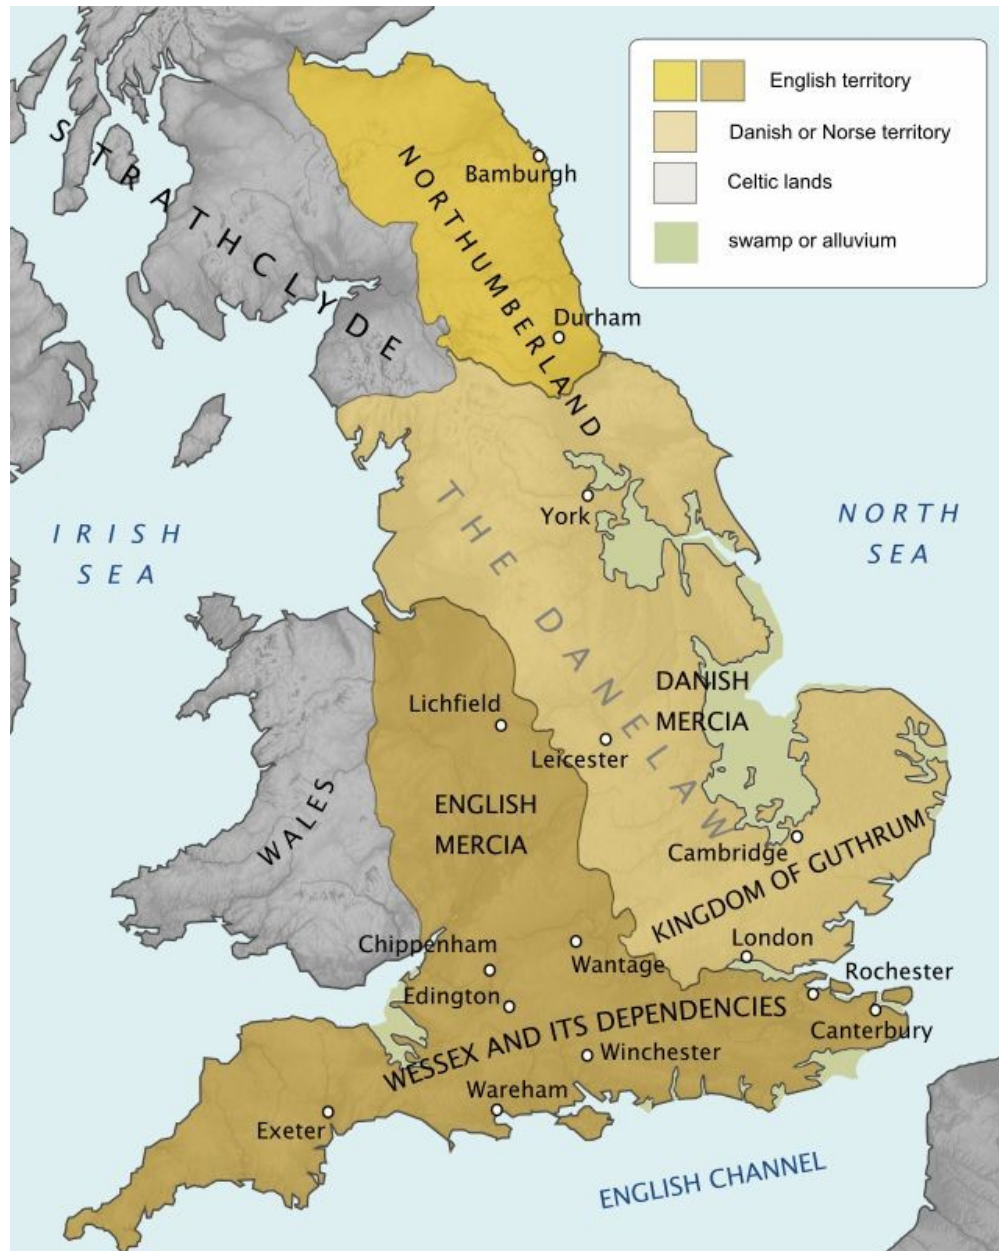 English territory
Danish or Norse territory
Celtic lands
swamp or alluvium
STRATHCLYDE
NORTHUMBERLAND
Bamburgh
Durham
York
IRISH
SEA
NORTH
SEA
THE DANELAW
DANISH
MERCIA
Lichfield
Leicester
ENGLISH
MERCIA
WALES
Cambridge
KINGDOM OF GUTHRUM
Chippenham
Wantage
London
Rochester
Edington
Canterbury
WESSEX AND ITS DEPENDENCIES
Winchester
Wareham
Exeter
ENGLISH CHANNEL